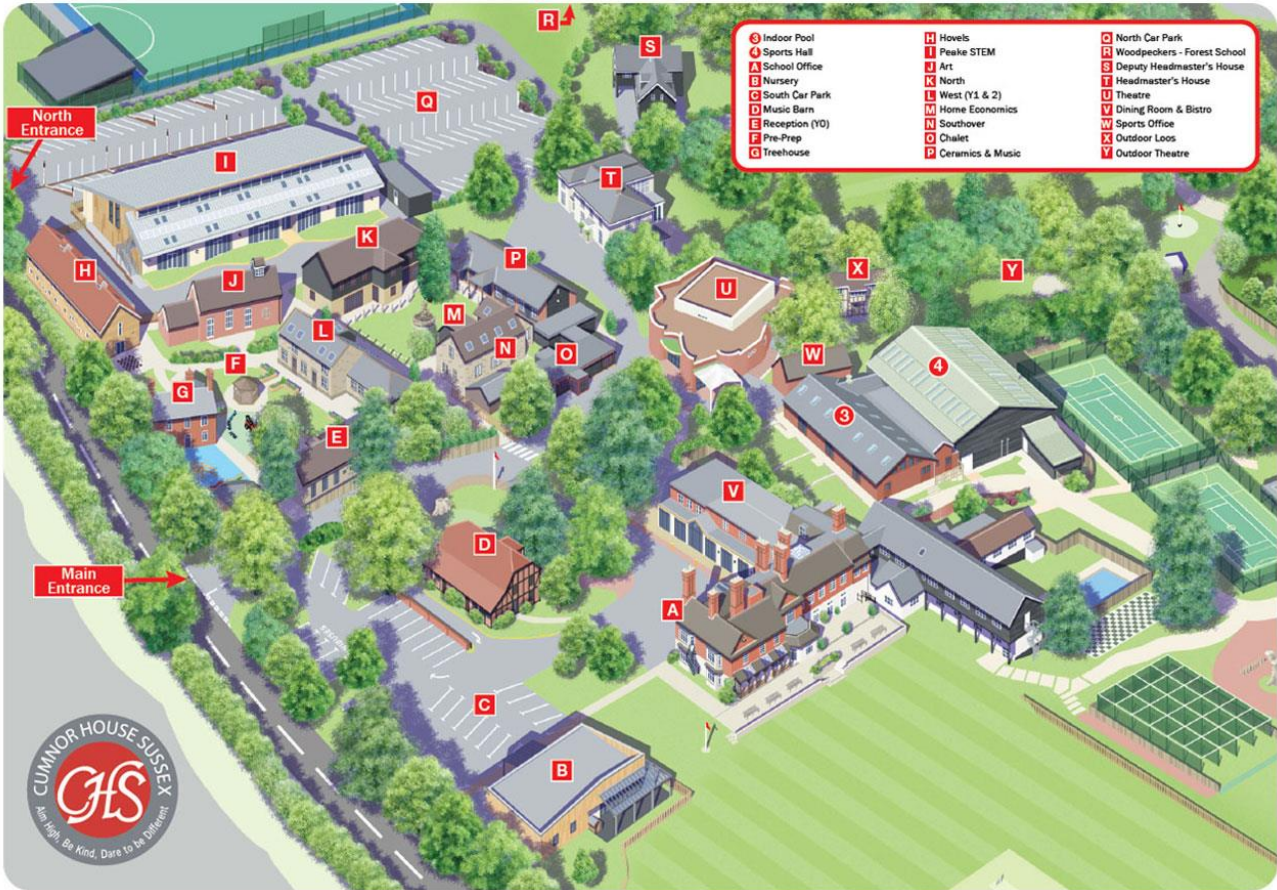 R
S
3 Indoor Pool
4 Sports Hall
A School Office
B Nursery
C South Car Park
D Music Barn
E Reception (Y0)
F Pre-Prep
G Treehouse
H Hovels
I Peake STEM
J Art
K North
L West (Y1 & 2)
M Home Economics
N Southover
O Chalet
P Ceramics & Music
Q North Car Park
R Woodpeckers - Forest School
S Deputy Headmaster's House
T Headmaster's House
U Theatre
V Dining Room & Bistro
W Sports Office
X Outdoor Loos
Y Outdoor Theatre
Q
North
Entrance
I
T
K
P
H
J
X
Y
U
L
M
N
O
W
F
4
G
3
E
V
D
Main
Entrance
A
C
B
CUMNOR HOUSE SUSSEX
CHS
Aim High, Be Kind, Dare to be Different